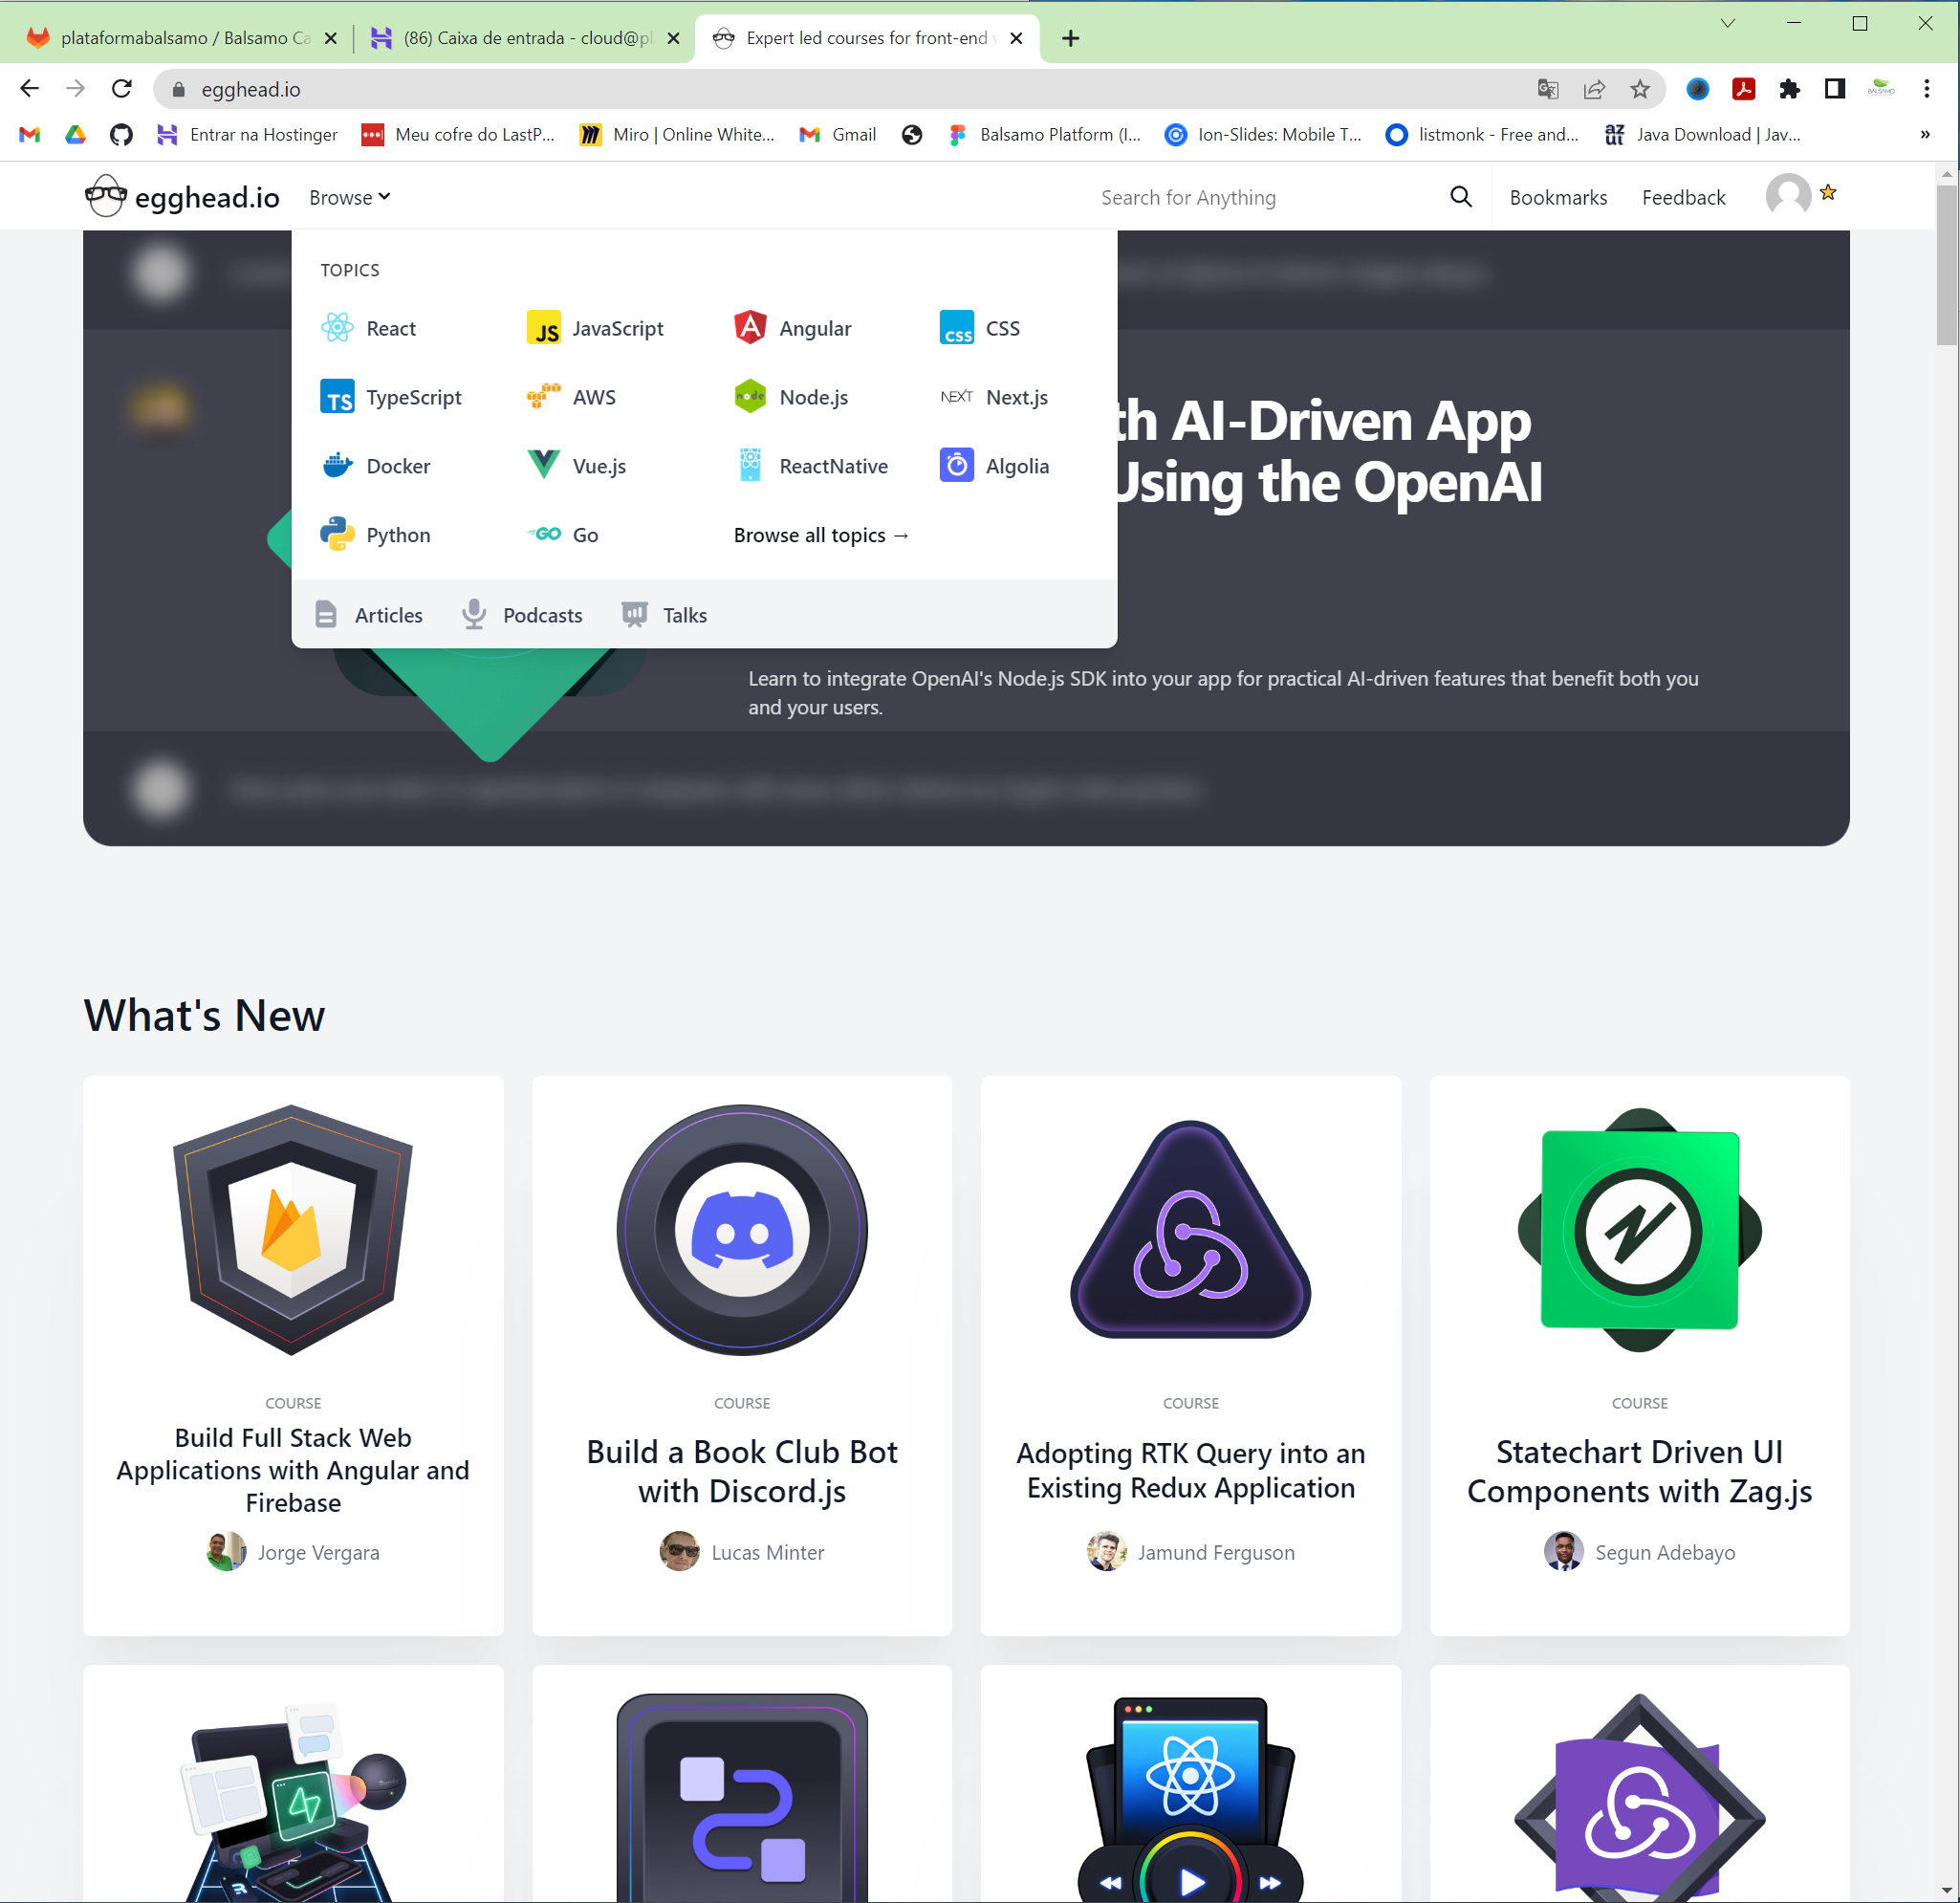 plataformabalsamo / Balsamo Ca
(86) Caixa de entrada - cloud@pl
Expert led courses for front-end
egghead.io
Entrar na Hostinger
Meu cofre do LastP...
Miro | Online White...
Gmail
Balsamo Platform (I...
Ion-Slides: Mobile T...
listmonk - Free and...
Java Download | Jav...
»
egghead.io
Browse
Search for Anything
Bookmarks
Feedback
TOPICS
React
JS
JavaScript
Angular
CSS
CSS
TS
TypeScript
AWS
node
Node.js
NEXT
Next.js
Docker
Vue.js
ReactNative
Algolia
Python
GO
Go
Browse all topics →
Articles
Podcasts
Talks
th AI-Driven App
Using the OpenAI
Learn to integrate OpenAI's Node.js SDK into your app for practical AI-driven features that benefit both you
and your users.
What's New
COURSE
Build Full Stack Web
Applications with Angular and
Firebase
Jorge Vergara
COURSE
Build a Book Club Bot
with Discord.js
Lucas Minter
COURSE
Adopting RTK Query into an
Existing Redux Application
Jamund Ferguson
COURSE
Statechart Driven UI
Components with Zag.js
Segun Adebayo